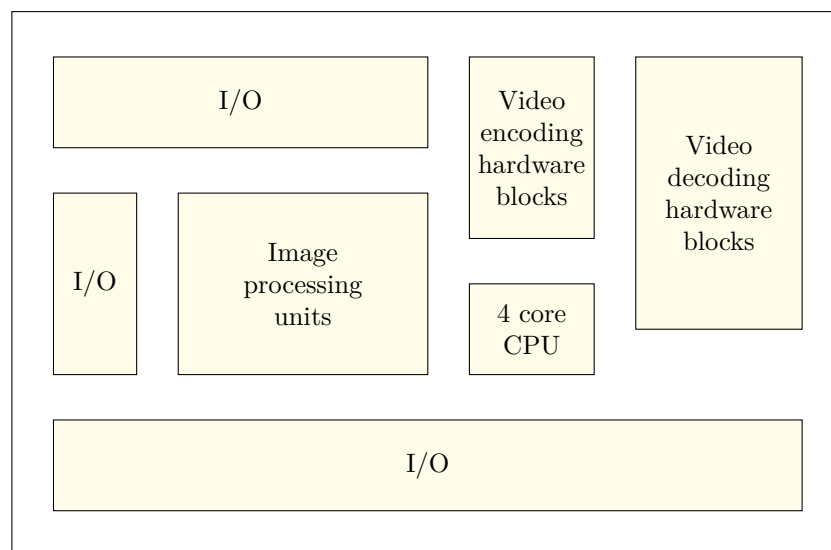 I/O
Video
encoding
hardware
blocks
Video
decoding
hardware
blocks
I/O
Image
processing
units
4 core
CPU
I/O